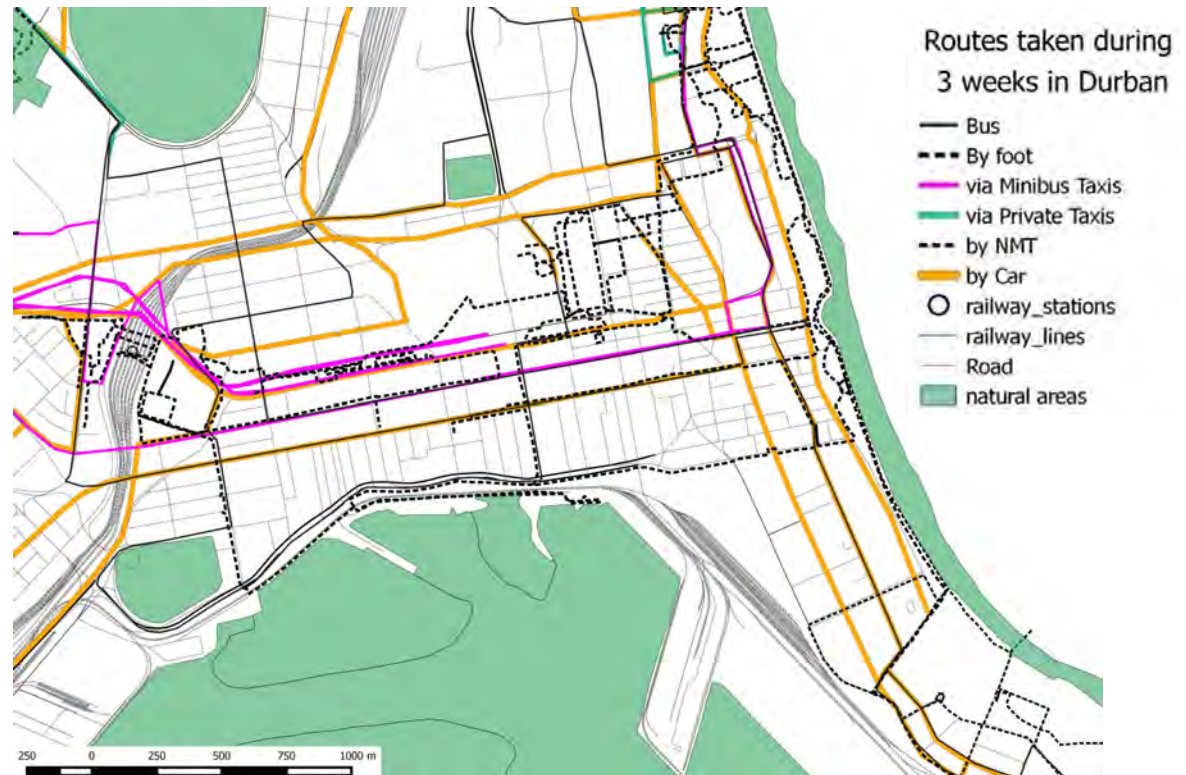 Routes taken during
3 weeks in Durban
Bus
By foot
via Minibus Taxis
via Private Taxis
by NMT
by Car
railway_stations
railway_lines
Road
natural areas
250 0 250 500 750 1000 m